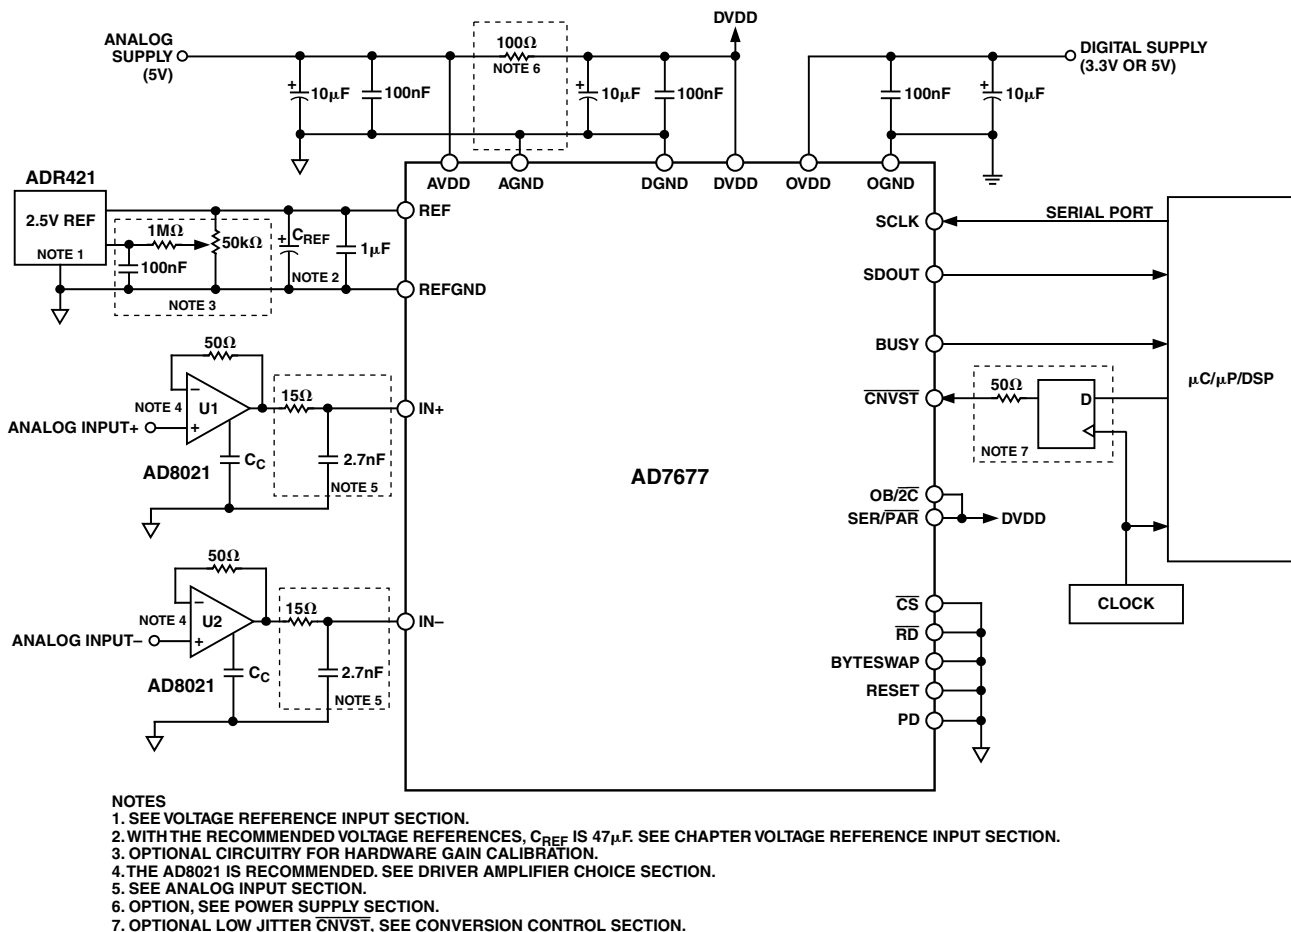 DVDD
ANALOG
SUPPLY
(5V)
100Ω
NOTE 6
DIGITAL SUPPLY
(3.3V OR 5V)
+
10μF
100nF
+
10μF
100nF
100nF
+
10μF
AVDD
AGND
DGND
DVDD
OVDD
OGND
ADR421
2.5V REF
NOTE 1
1MΩ
50kΩ
100nF
NOTE 3
+
CREF
NOTE 2
1μF
REF
REFGND
SCLK
SERIAL PORT
SDOUT
BUSY
μC/μP/DSP
CNVST
50Ω
D
NOTE 7
50Ω
NOTE 4
–
U1
+
ANALOG INPUT+
AD8021
CC
15Ω
2.7nF
NOTE 5
IN+
AD7677
OB/2C
SER/PAR
DVDD
50Ω
NOTE 4
–
U2
+
ANALOG INPUT–
AD8021
CC
15Ω
2.7nF
NOTE 5
IN–
CLOCK
CS
RD
BYTESWAP
RESET
PD
NOTES
1. SEE VOLTAGE REFERENCE INPUT SECTION.
2. WITH THE RECOMMENDED VOLTAGE REFERENCES, CREF IS 47μF. SEE CHAPTER VOLTAGE REFERENCE INPUT SECTION.
3. OPTIONAL CIRCUITRY FOR HARDWARE GAIN CALIBRATION.
4. THE AD8021 IS RECOMMENDED. SEE DRIVER AMPLIFIER CHOICE SECTION.
5. SEE ANALOG INPUT SECTION.
6. OPTION, SEE POWER SUPPLY SECTION.
7. OPTIONAL LOW JITTER CNVST, SEE CONVERSION CONTROL SECTION.